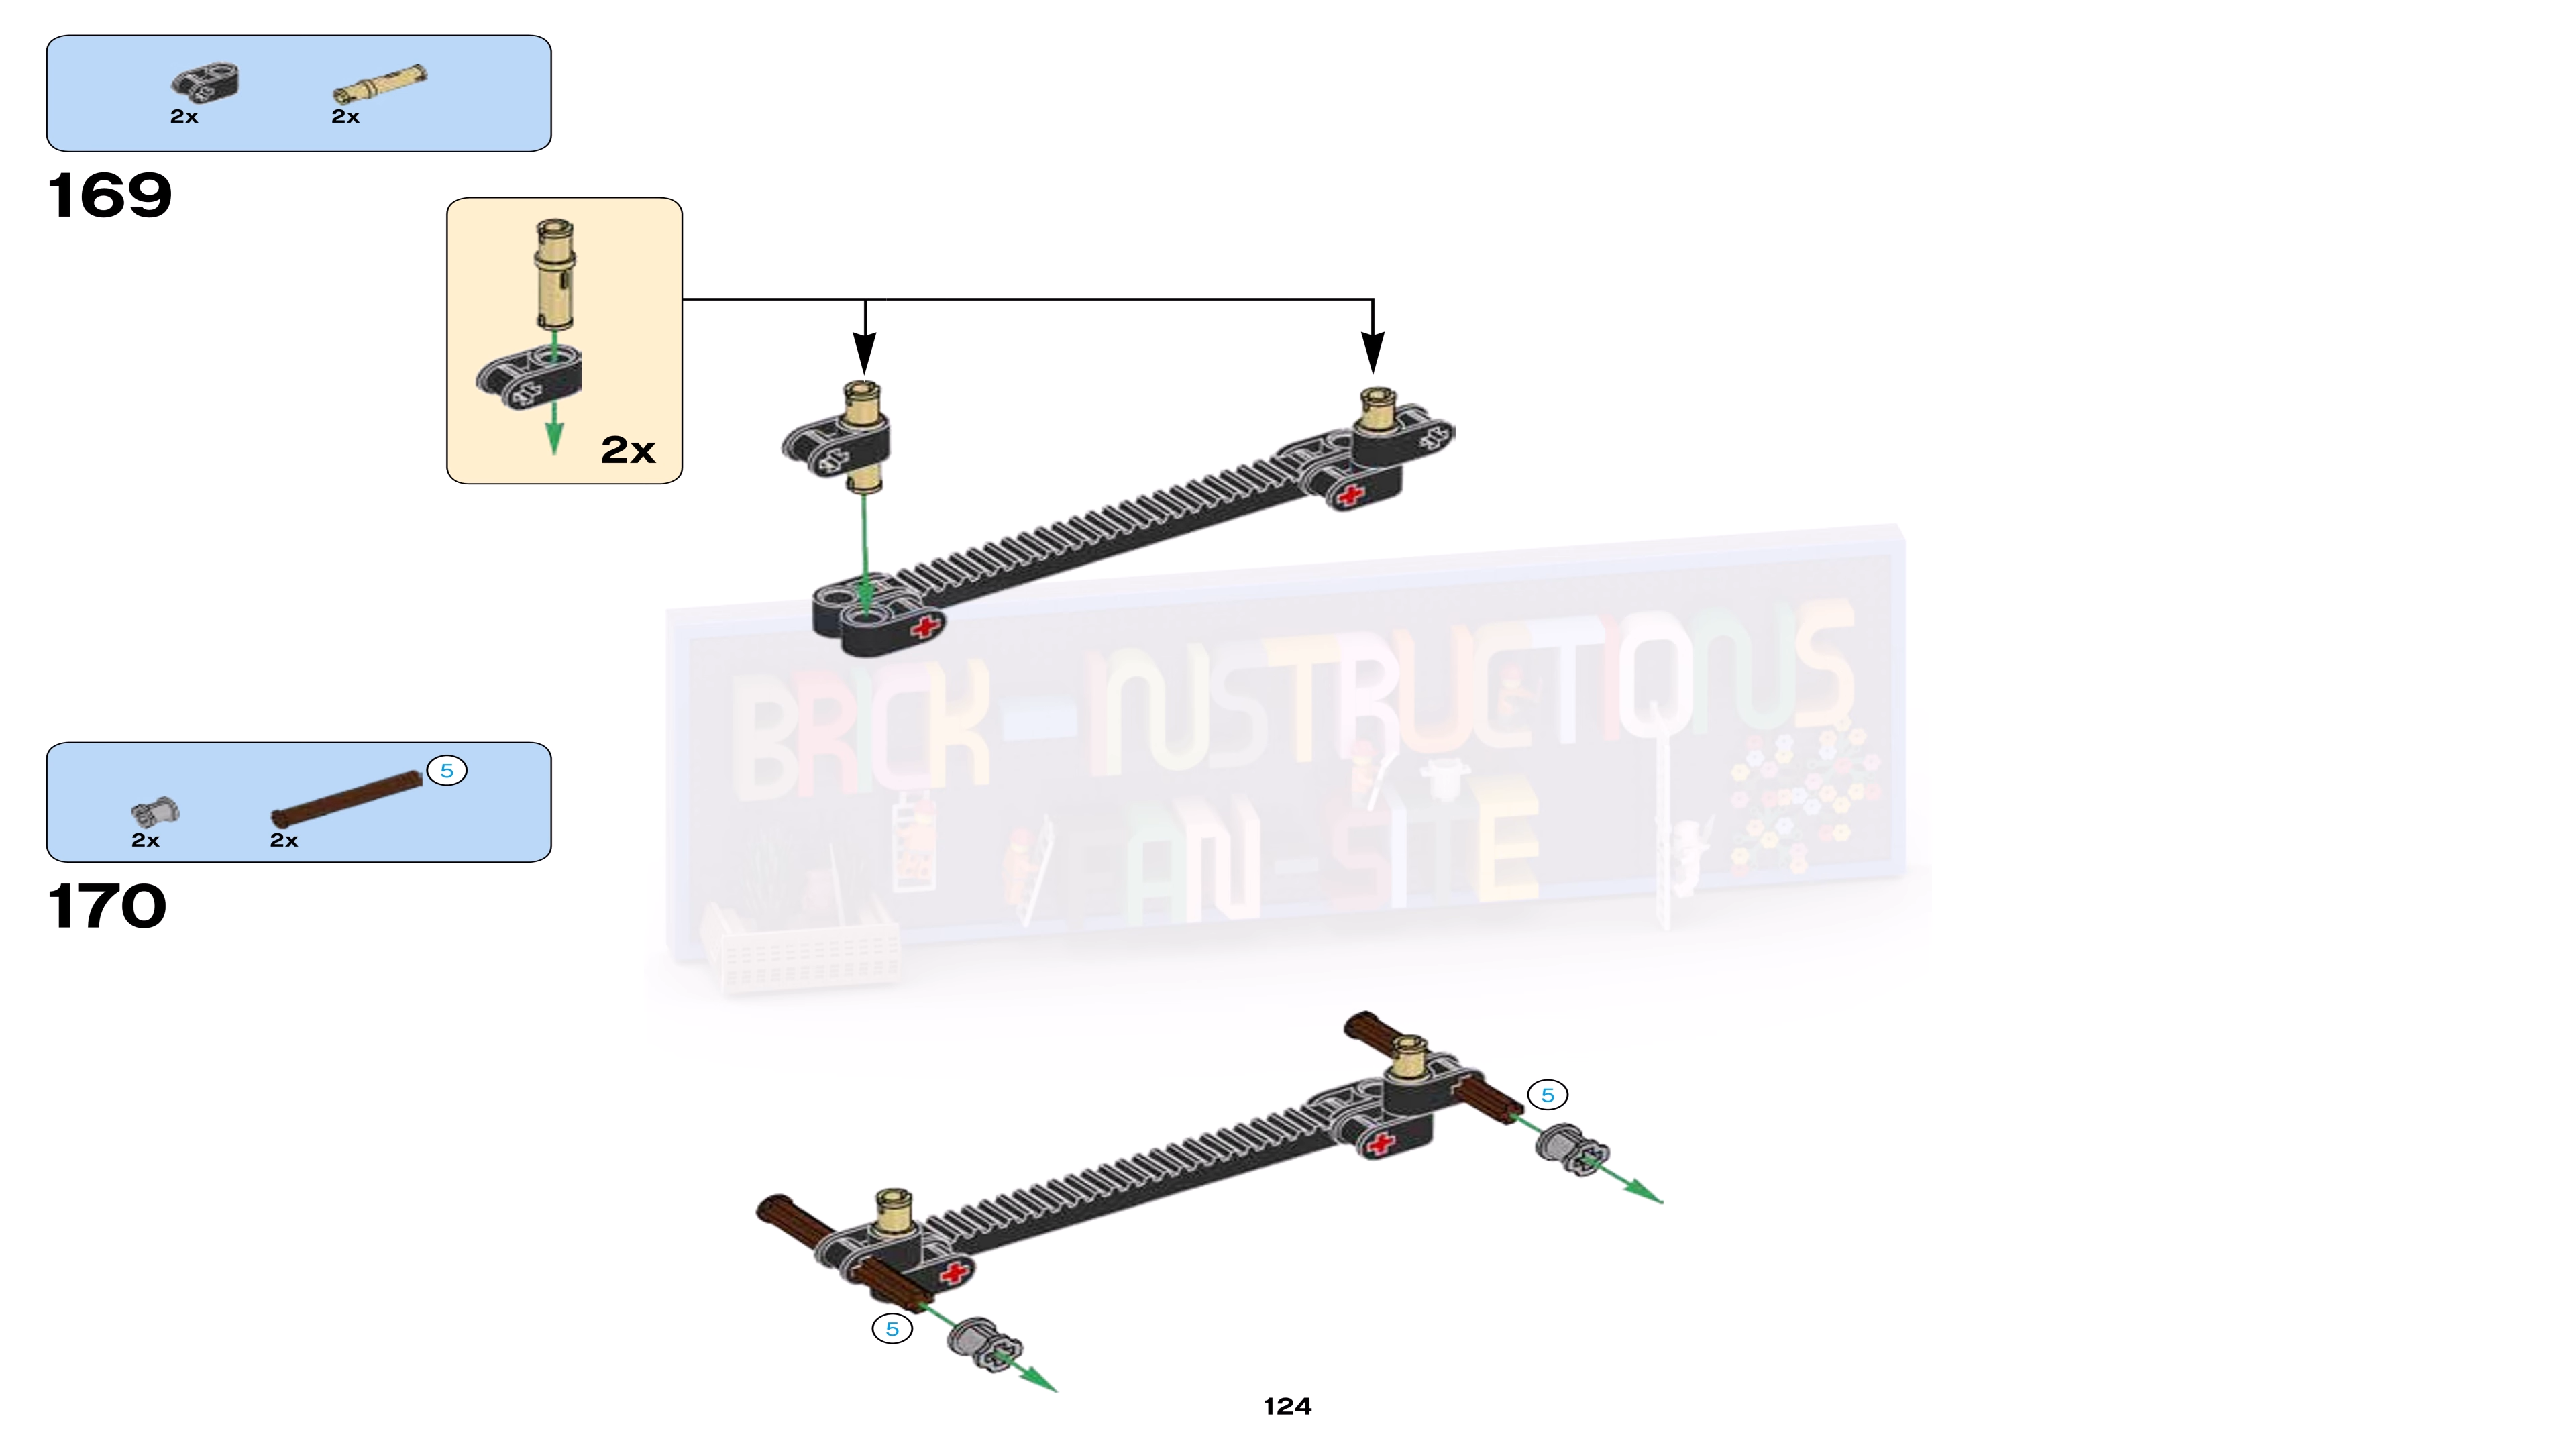 2x 2x
169
2x
BRICK-INSTRUCTIONS
FAN-SITE
5
2x 2x
170
5
5
124